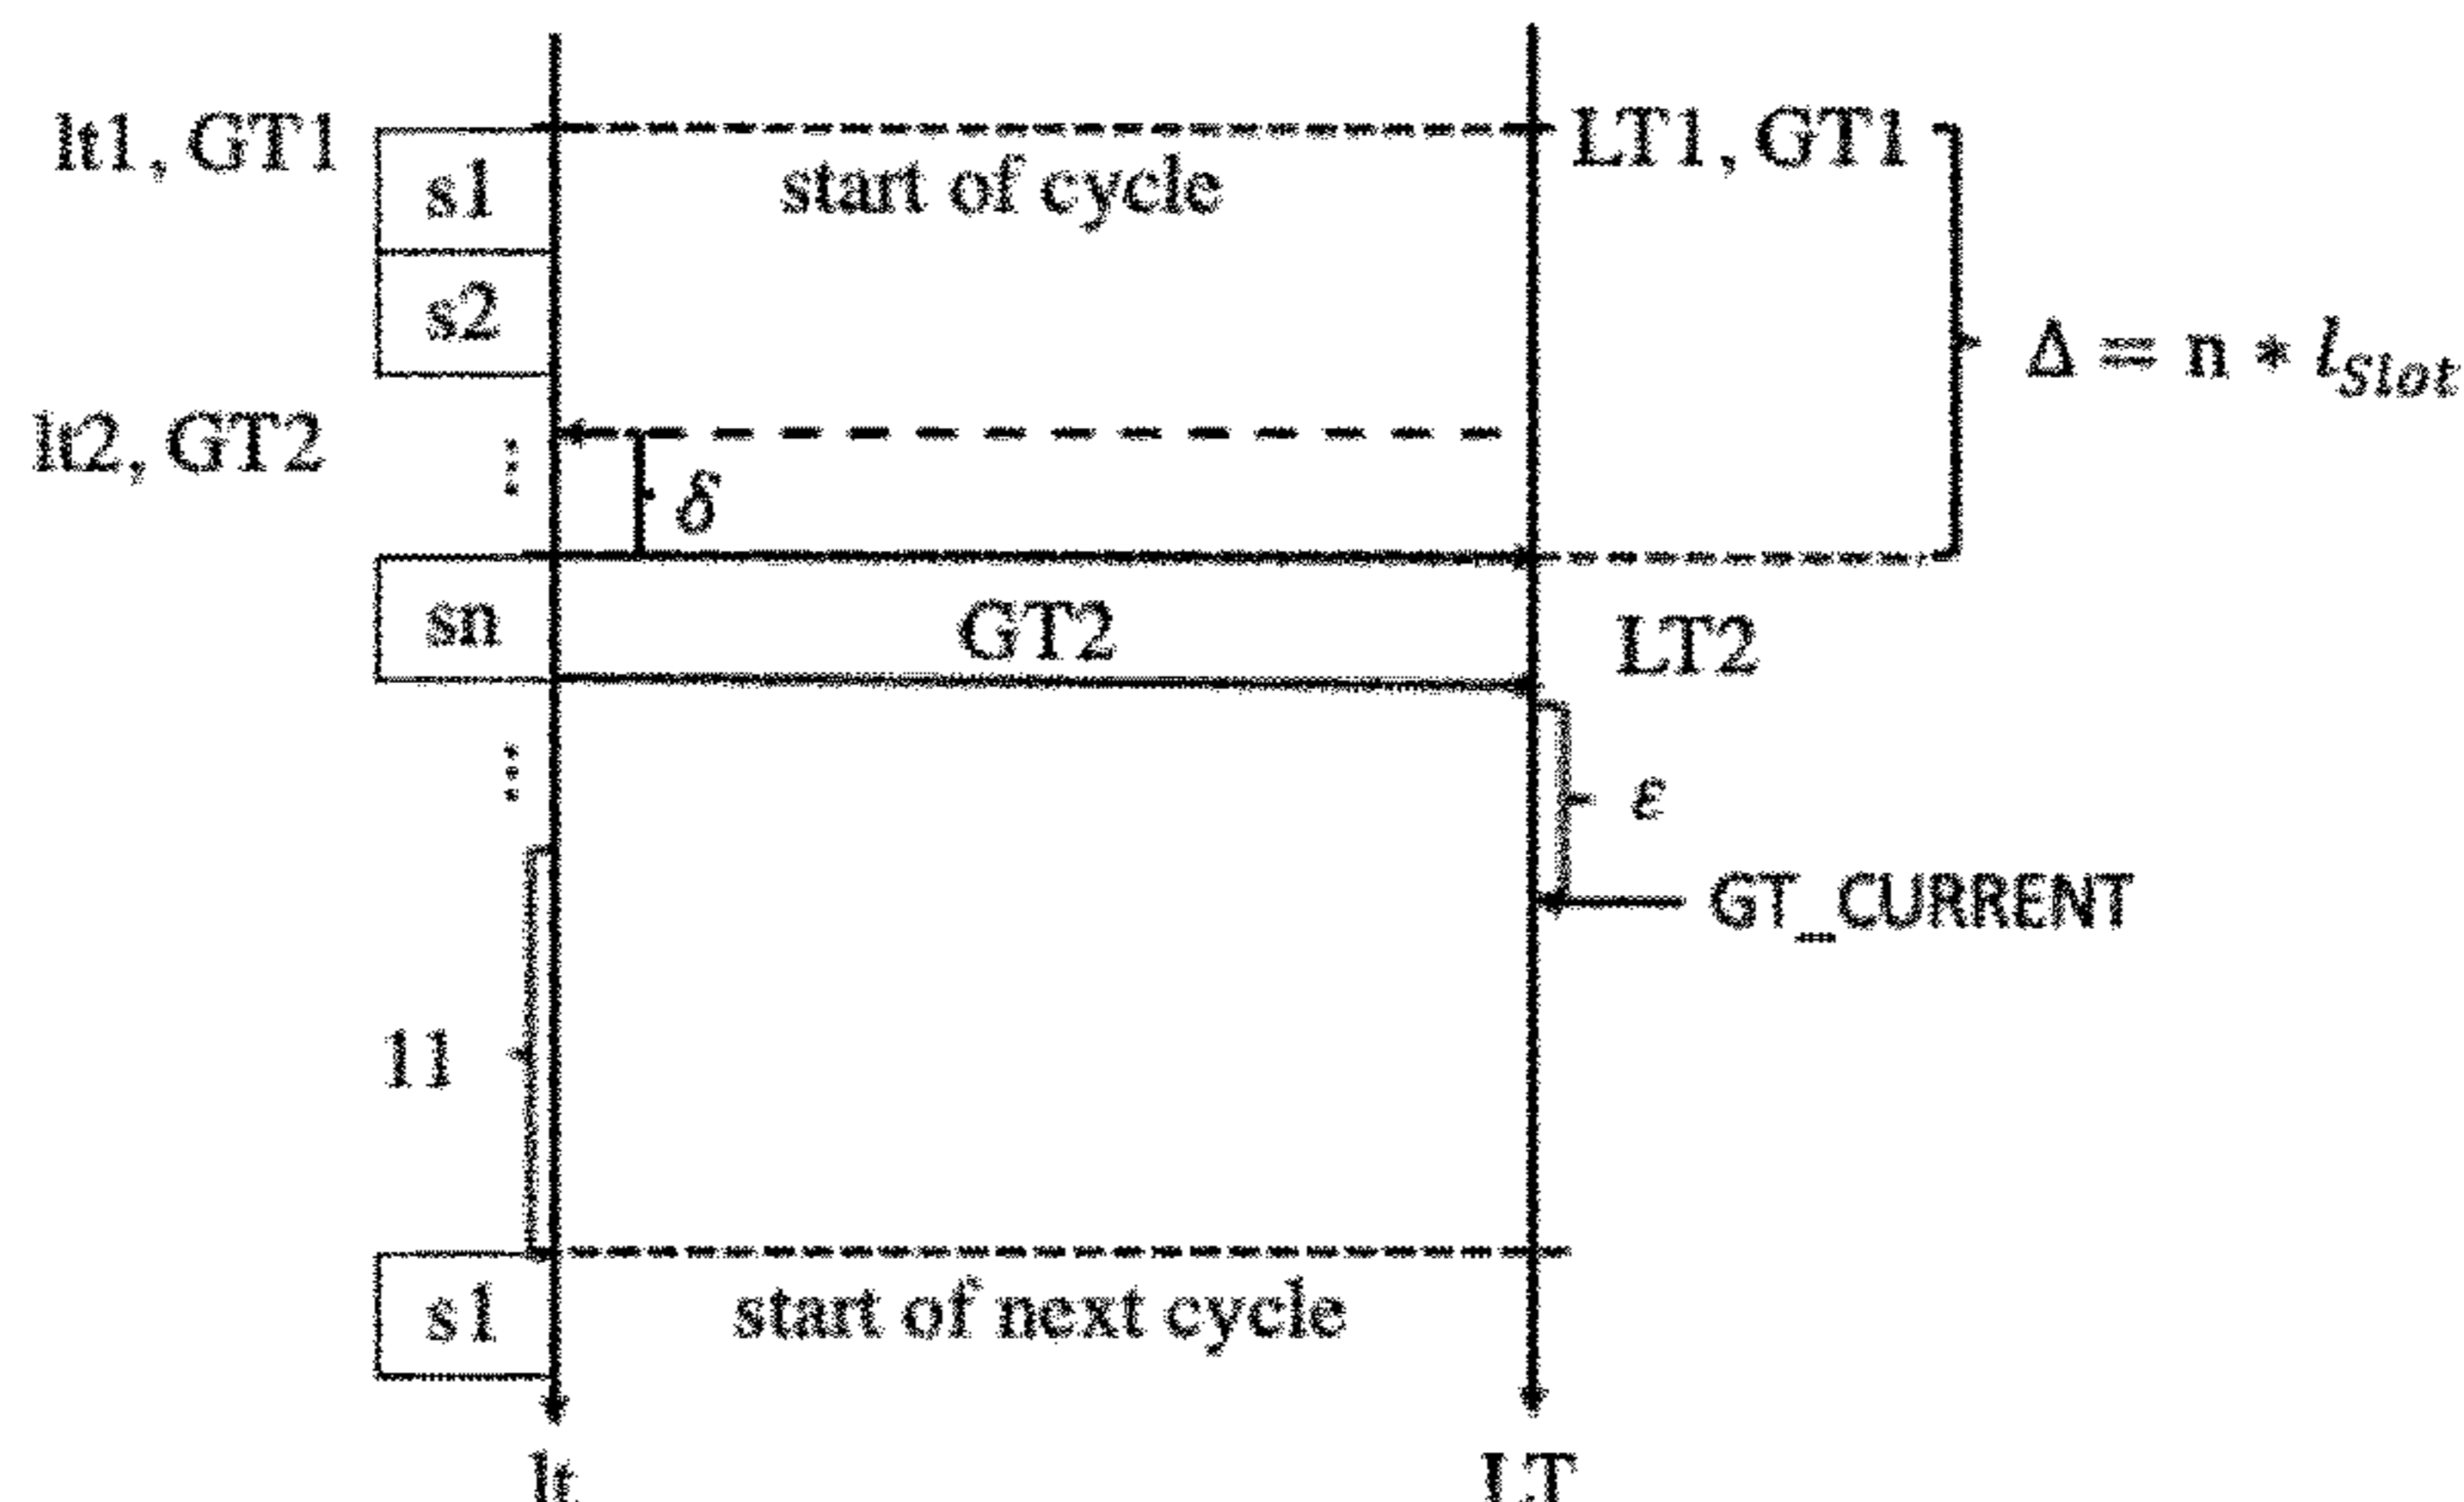 lt1, GT1
LT1, GT1
s1
start of cycle
s2
Δ = n * lSlot
lt2, GT2
δ
sn
GT2
LT2
ε
GT_CURRENT
11
s1
start of next cycle
lt
LT